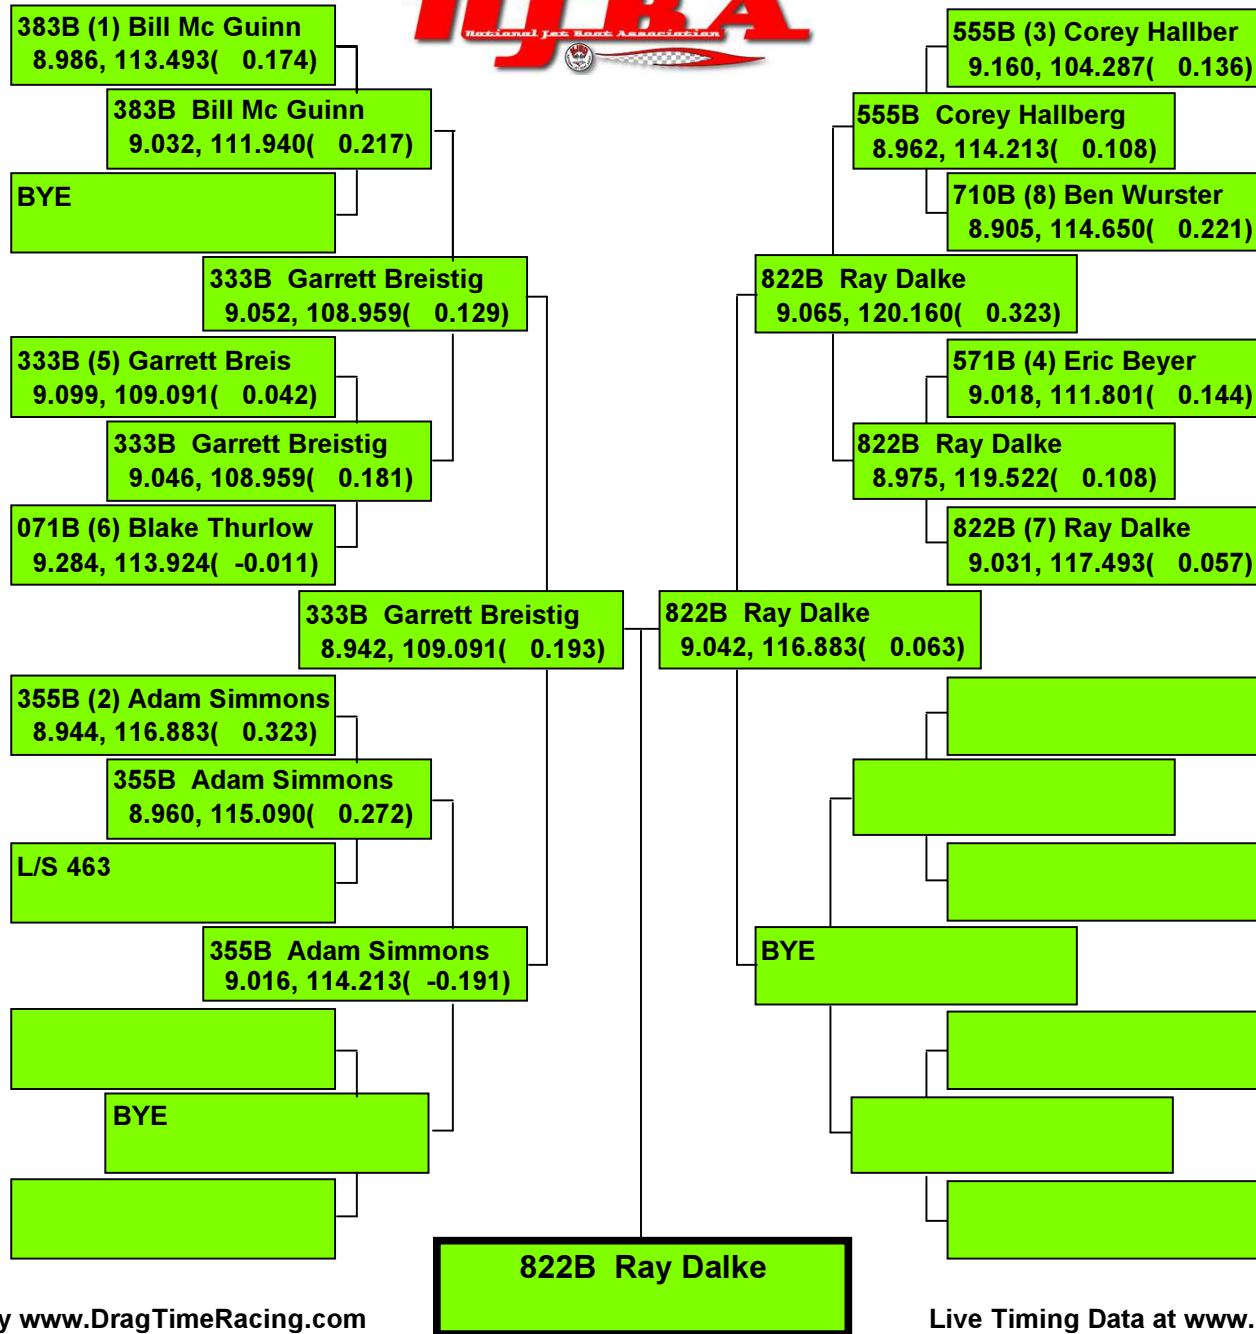 NJBA
National Jet Boat Association
383B (1) Bill Mc Guinn
8.986, 113.493( 0.174)
383B Bill Mc Guinn
9.032, 111.940( 0.217)
BYE
333B Garrett Breistig
9.052, 108.959( 0.129)
333B (5) Garrett Breis
9.099, 109.091( 0.042)
333B Garrett Breistig
9.046, 108.959( 0.181)
071B (6) Blake Thurlow
9.284, 113.924( -0.011)
333B Garrett Breistig
8.942, 109.091( 0.193)
355B (2) Adam Simmons
8.944, 116.883( 0.323)
355B Adam Simmons
8.960, 115.090( 0.272)
L/S 463
355B Adam Simmons
9.016, 114.213( -0.191)
BYE
555B (3) Corey Hallber
9.160, 104.287( 0.136)
555B Corey Hallberg
8.962, 114.213( 0.108)
710B (8) Ben Wurster
8.905, 114.650( 0.221)
822B Ray Dalke
9.065, 120.160( 0.323)
571B (4) Eric Beyer
9.018, 111.801( 0.144)
822B Ray Dalke
8.975, 119.522( 0.108)
822B (7) Ray Dalke
9.031, 117.493( 0.057)
822B Ray Dalke
9.042, 116.883( 0.063)
BYE
822B Ray Dalke
y www.DragTimeRacing.com
Live Timing Data at www.